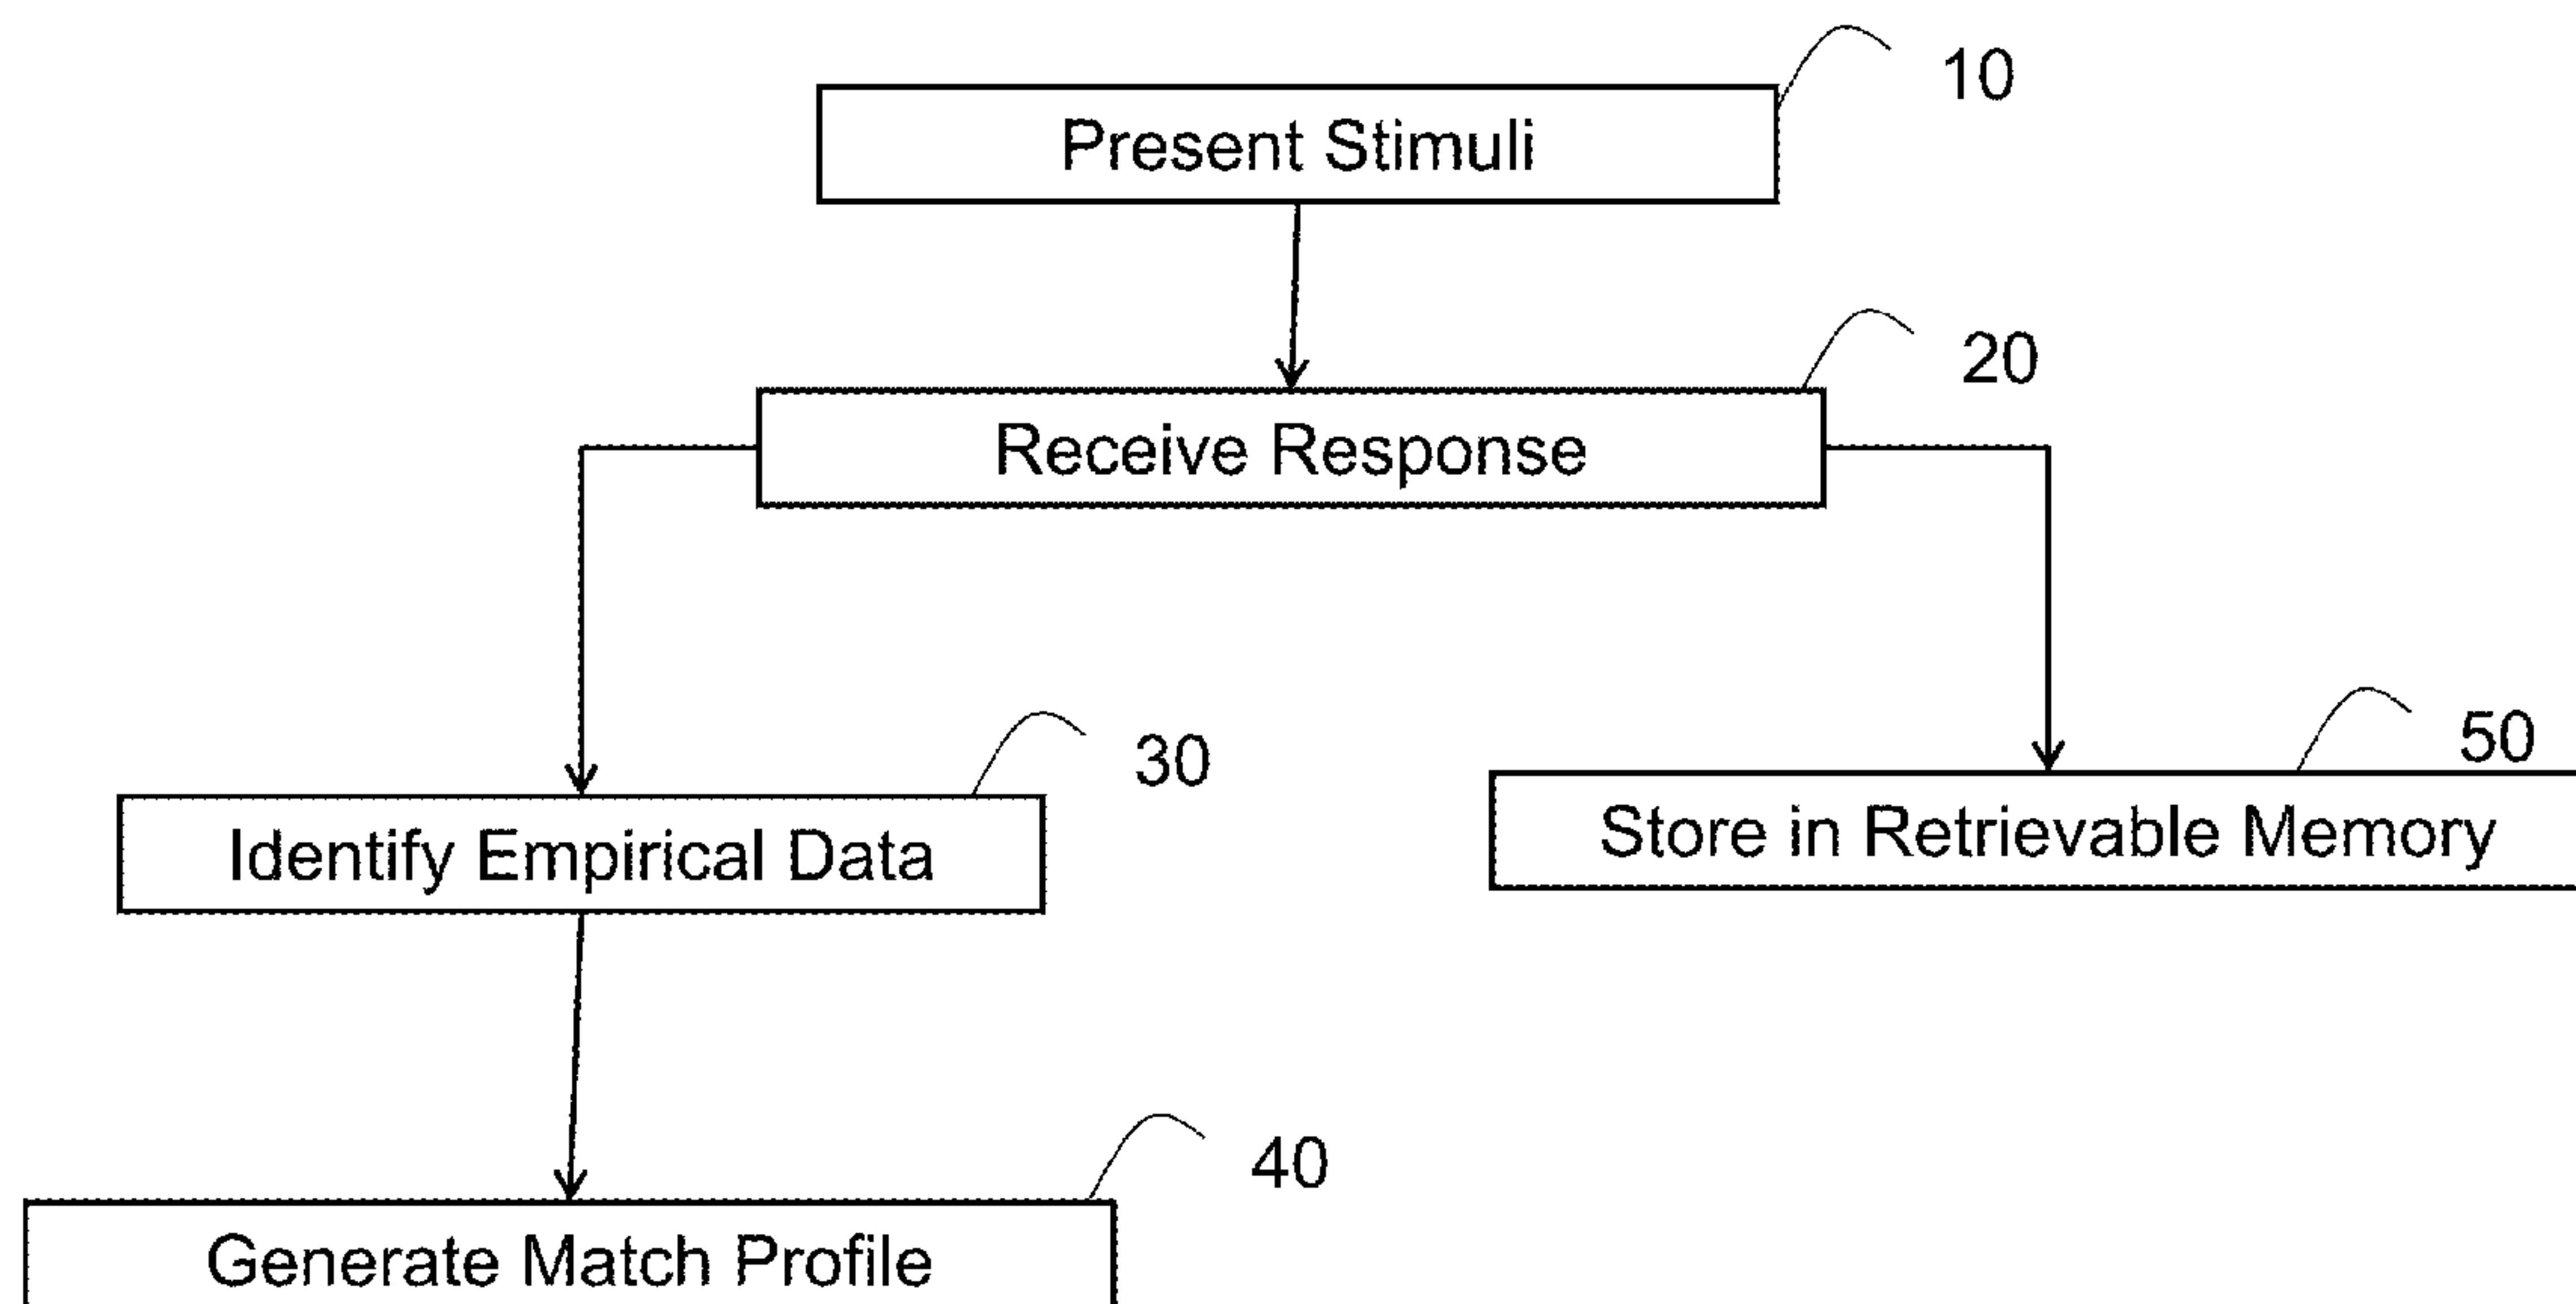 10
Present Stimuli
20
Receive Response
30
Identify Empirical Data
50
Store in Retrievable Memory
40
Generate Match Profile